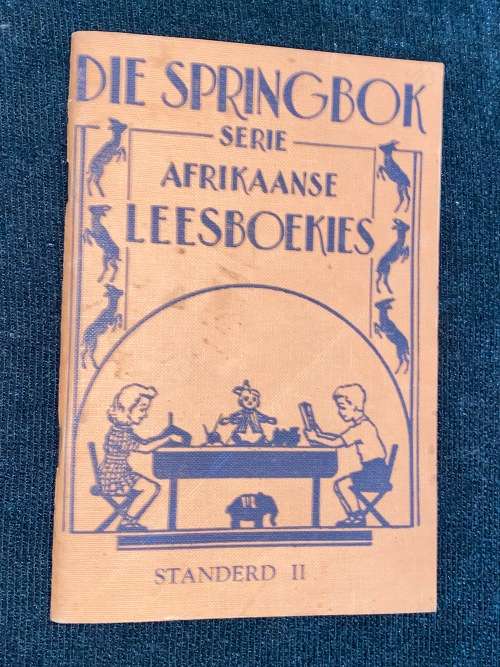 DIE SPRINGBOK
SERIE
AFRIKAANSE
LEESBOEKIES
STANDERD II